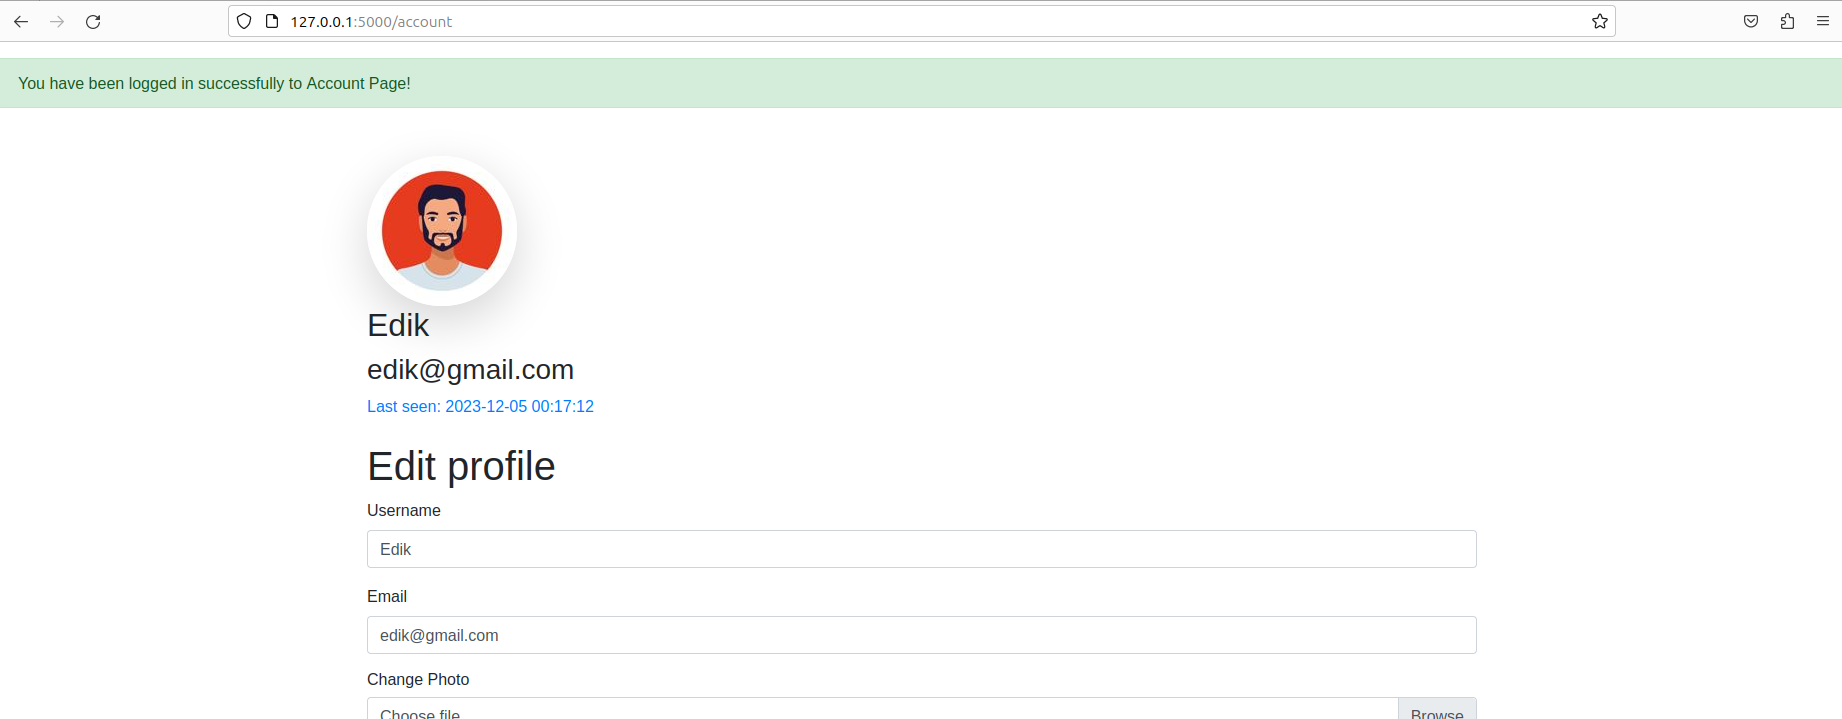 127.0.0.1:5000/account
You have been logged in successfully to Account Page!
Edik
edik@gmail.com
Last seen: 2023-12-05 00:17:12
Edit profile
Username
Edik
Email
edik@gmail.com
Change Photo
Choose file
Browse